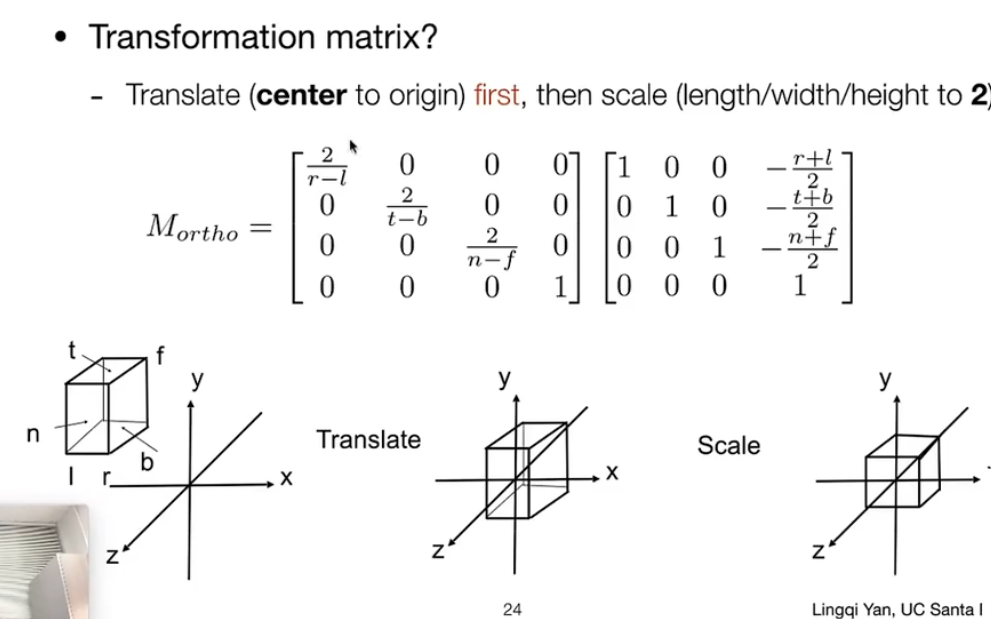 • Transformation matrix?
- Translate (center to origin) first, then scale (length/width/height to 2)
M_{ortho} = \begin{bmatrix} \frac{2}{r-l} & 0 & 0 & 0 \\ 0 & \frac{2}{t-b} & 0 & 0 \\ 0 & 0 & \frac{2}{n-f} & 0 \\ 0 & 0 & 0 & 1 \end{bmatrix} \begin{bmatrix} 1 & 0 & 0 & -\frac{r+l}{2} \\ 0 & 1 & 0 & -\frac{t+b}{2} \\ 0 & 0 & 1 & -\frac{n+f}{2} \\ 0 & 0 & 0 & 1 \end{bmatrix}
t f
n
l r b
y
x
z
Translate
y
x
z
Scale
y
z
24
Lingqi Yan, UC Santa